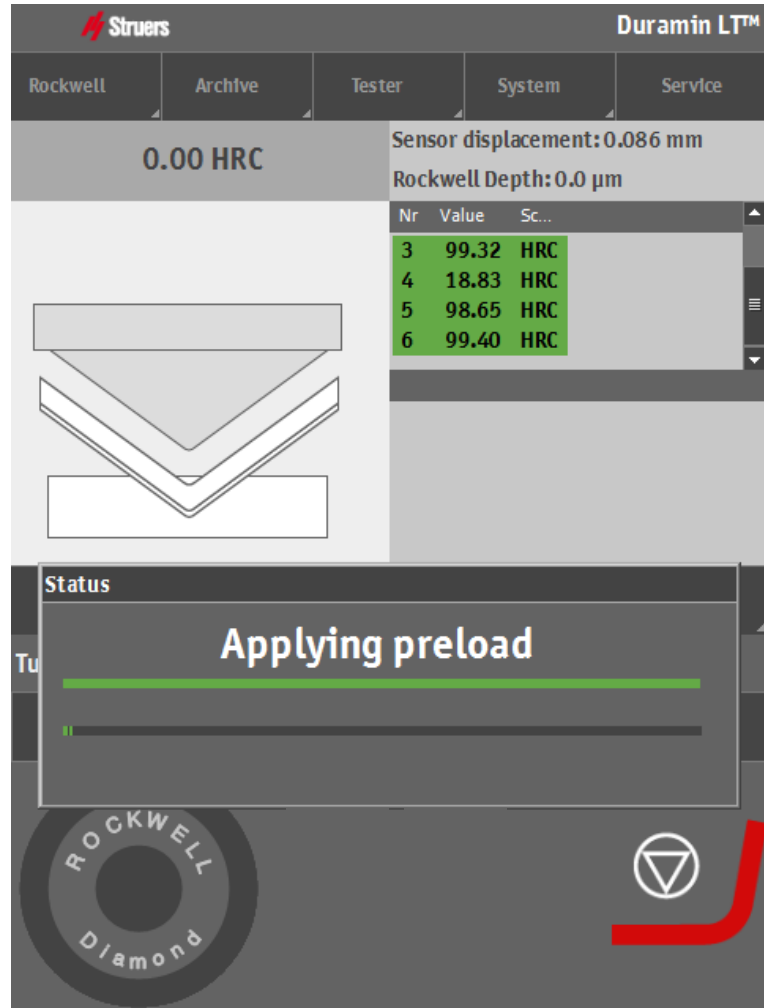 Struers Duramin LT™
Rockwell Archive Tester System Service
0.00 HRC
Sensor displacement: 0.086 mm
Rockwell Depth: 0.0 µm
Nr Value Sc...
3 99.32 HRC
4 18.83 HRC
5 98.65 HRC
6 99.40 HRC
Status
Applying preload
Tu
ROCKWELL
Diamond